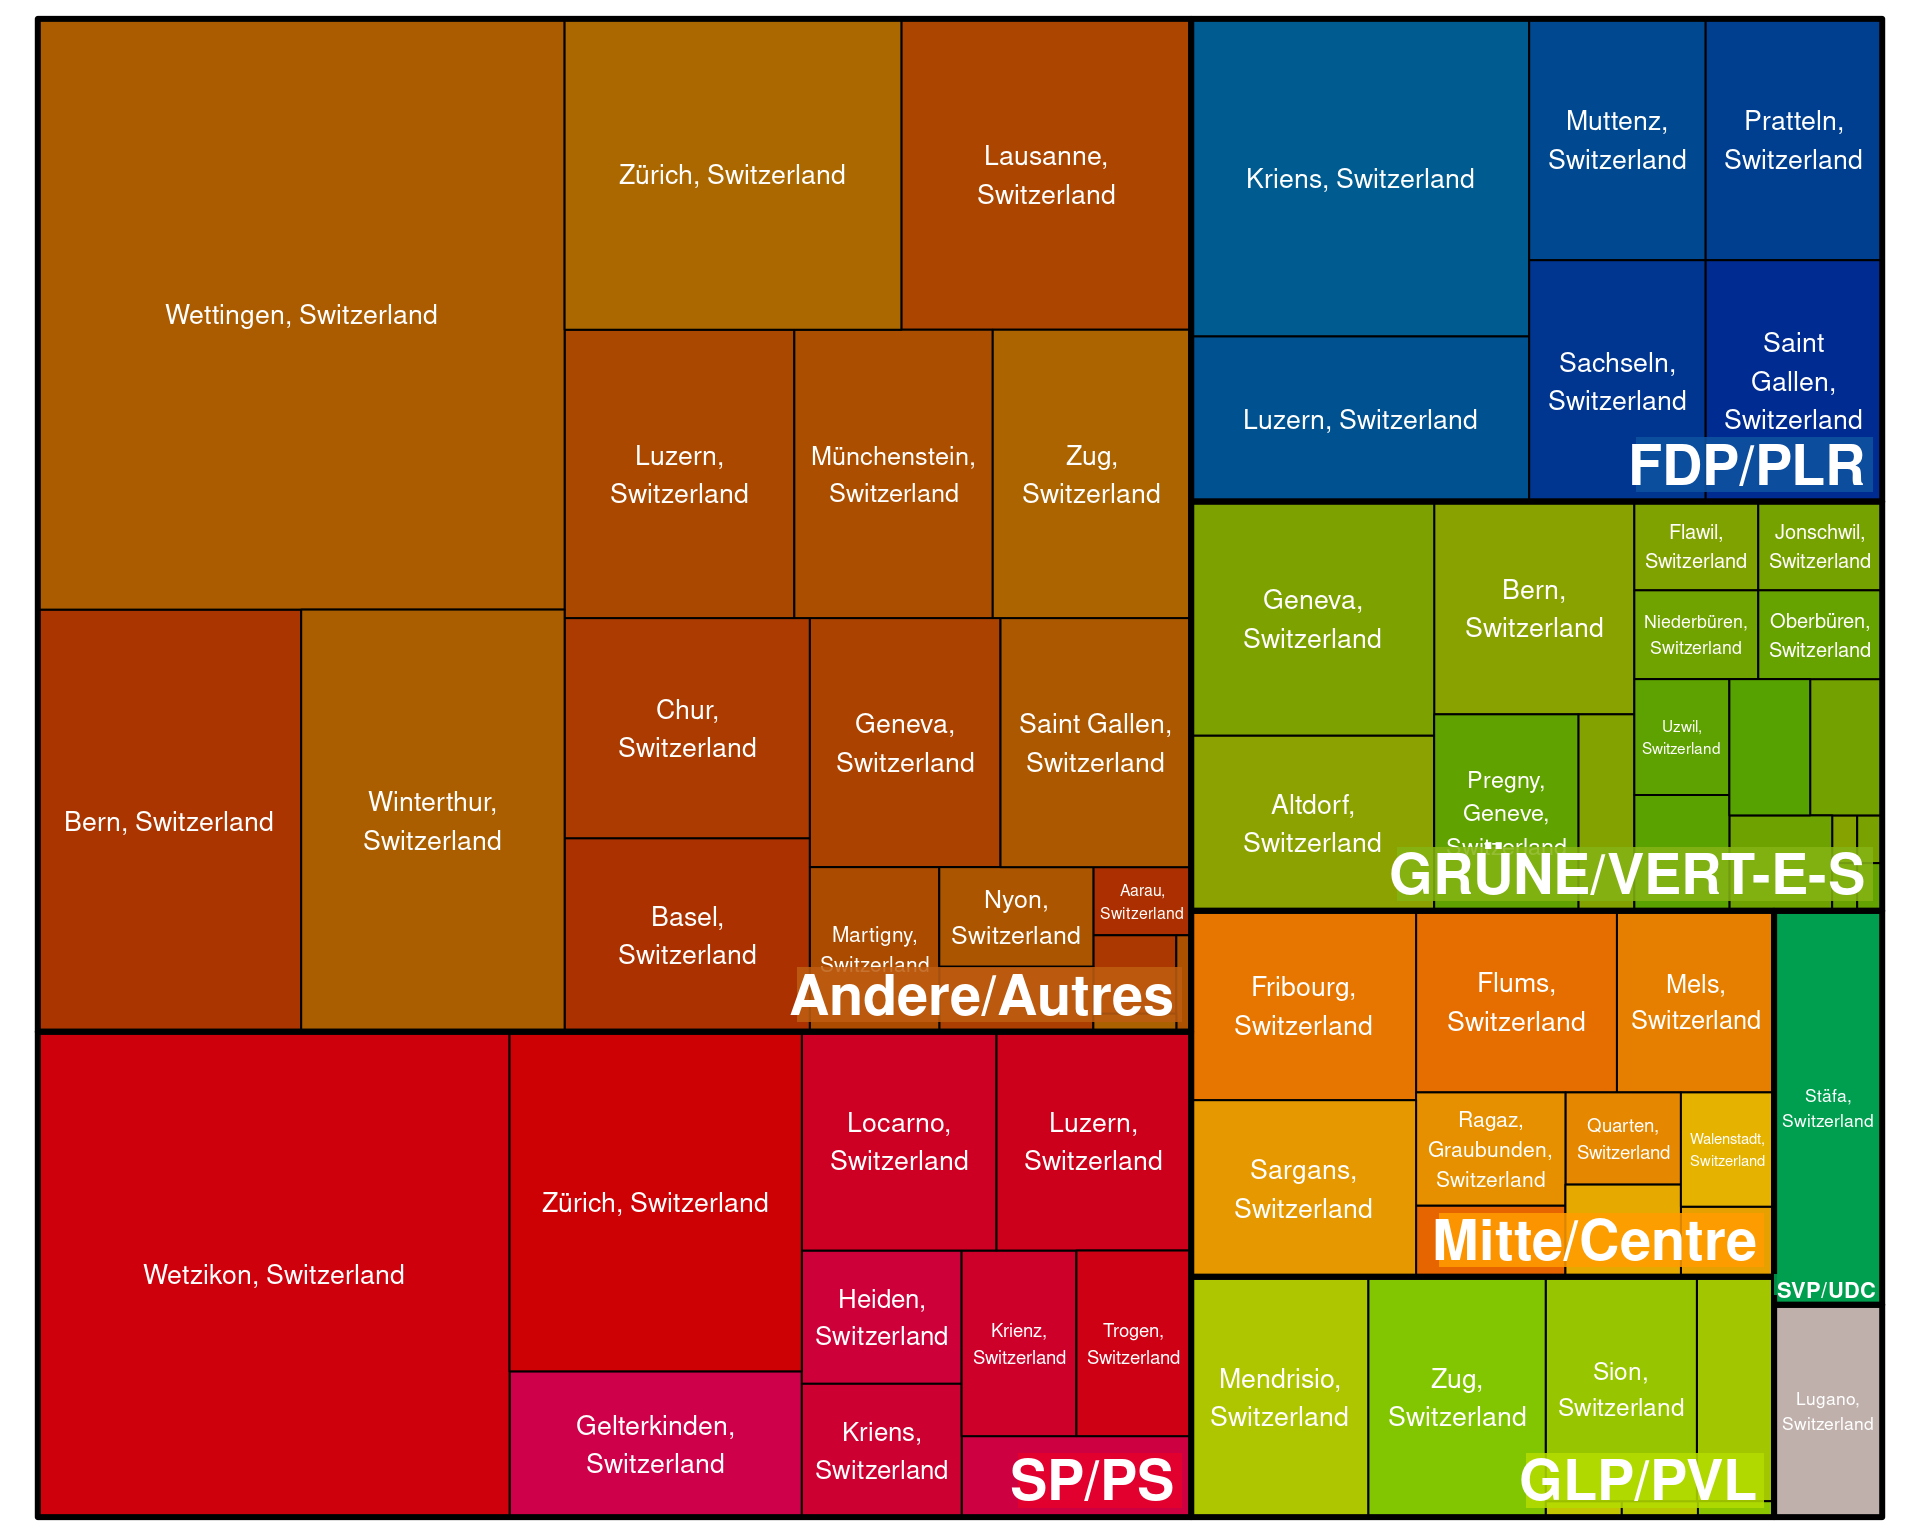 Wettingen, Switzerland
Zürich, Switzerland
Lausanne,
Switzerland
Luzern,
Switzerland
Münchenstein,
Switzerland
Zug,
Switzerland
Bern, Switzerland
Winterthur,
Switzerland
Chur,
Switzerland
Geneva,
Switzerland
Saint Gallen,
Switzerland
Basel,
Switzerland
Martigny,
Switzerland
Nyon,
Switzerland
Aarau,
Switzerland
Andere/Autres
Wetzikon, Switzerland
Zürich, Switzerland
Gelterkinden,
Switzerland
Locarno,
Switzerland
Luzern,
Switzerland
Heiden,
Switzerland
Krienz,
Switzerland
Trogen,
Switzerland
Kriens,
Switzerland
SP/PS
Kriens, Switzerland
Luzern, Switzerland
Muttenz,
Switzerland
Pratteln,
Switzerland
Sachseln,
Switzerland
Saint
Gallen,
Switzerland
FDP/PLR
Geneva,
Switzerland
Altdorf,
Switzerland
Bern,
Switzerland
Pregny,
Geneve,
Switzerland
Flawil,
Switzerland
Jonschwil,
Switzerland
Niederbüren,
Switzerland
Oberbüren,
Switzerland
Uzwil,
Switzerland
GRÜNE/VERT-E-S
Fribourg,
Switzerland
Sargans,
Switzerland
Flums,
Switzerland
Mels,
Switzerland
Ragaz,
Graubunden,
Switzerland
Quarten,
Switzerland
Walenstadt,
Switzerland
Mitte/Centre
Stäfa,
Switzerland
SVP/UDC
Mendrisio,
Switzerland
Zug,
Switzerland
Sion,
Switzerland
GLP/PVL
Lugano,
Switzerland